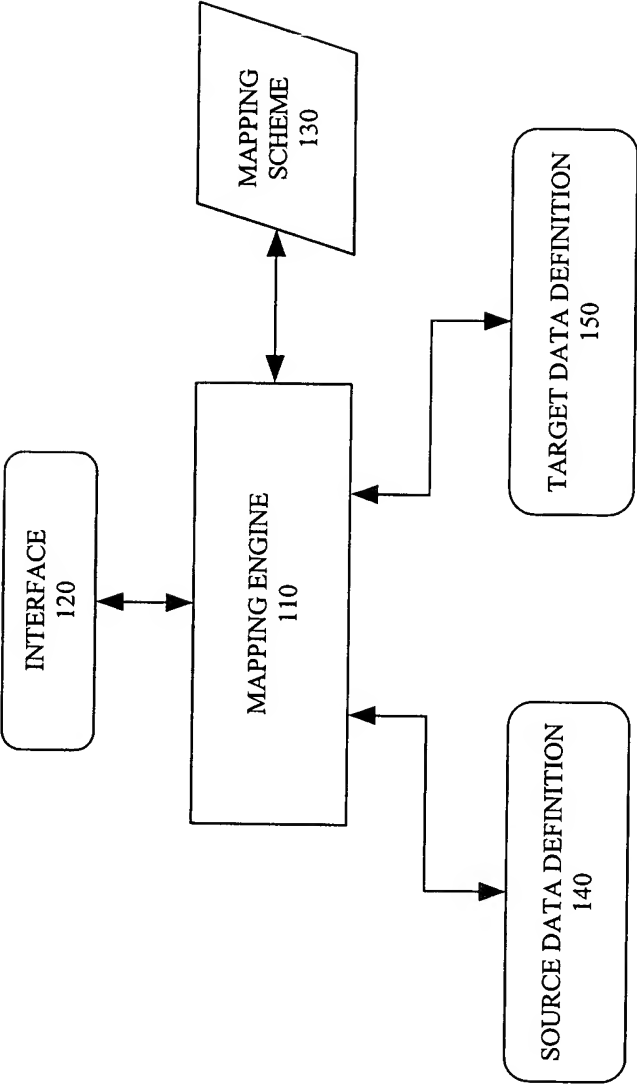 INTERFACE
120
MAPPING ENGINE
110
MAPPING
SCHEME
130
SOURCE DATA DEFINITION
140
TARGET DATA DEFINITION
150